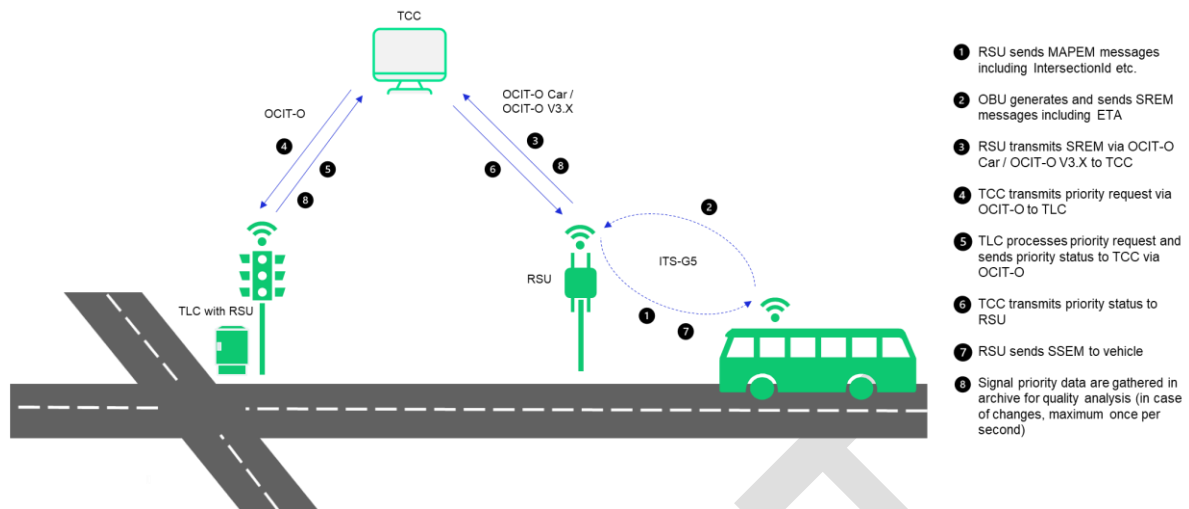 TCC
OCIT-O Car /
OCIT-O V3.X
OCIT-O
4
5
8
3
8
6
2
RSU
ITS-G5
TLC with RSU
1
7
1 RSU sends MAPEM messages
including IntersectionId etc.
2 OBU generates and sends SREM
messages including ETA
3 RSU transmits SREM via OCIT-O
Car / OCIT-O V3.X to TCC
4 TCC transmits priority request via
OCIT-O to TLC
5 TLC processes priority request and
sends priority status to TCC via
OCIT-O
6 TCC transmits priority status to
RSU
7 RSU sends SSEM to vehicle
8 Signal priority data are gathered in
archive for quality analysis (in case
of changes, maximum once per
second)